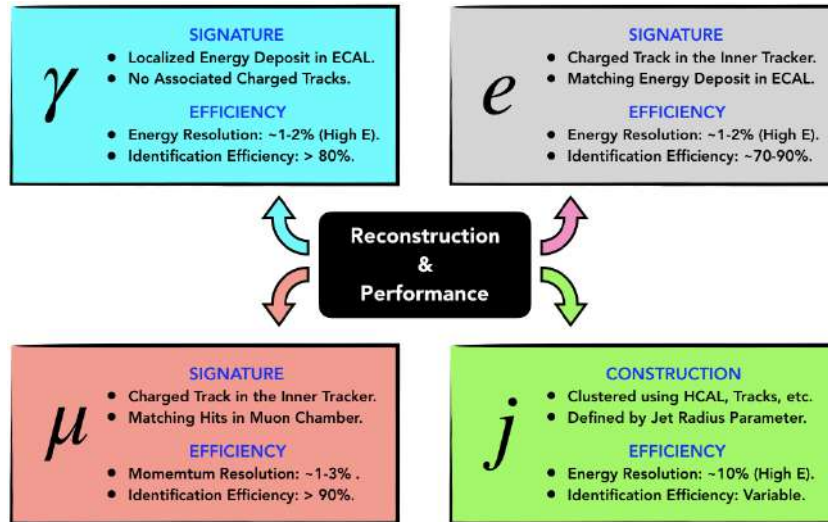 SIGNATURE
γ
● Localized Energy Deposit in ECAL.
● No Associated Charged Tracks.
EFFICIENCY
● Energy Resolution: ~1-2% (High E).
● Identification Efficiency: > 80%.
SIGNATURE
e
● Charged Track in the Inner Tracker.
● Matching Energy Deposit in ECAL.
EFFICIENCY
● Energy Resolution: ~1-2% (High E).
● Identification Efficiency: ~70-90%.
Reconstruction
&
Performance
SIGNATURE
μ
● Charged Track in the Inner Tracker.
● Matching Hits in Muon Chamber.
EFFICIENCY
● Momemtum Resolution: ~1-3% .
● Identification Efficiency: > 90%.
CONSTRUCTION
j
● Clustered using HCAL, Tracks, etc.
● Defined by Jet Radius Parameter.
EFFICIENCY
● Energy Resolution: ~10% (High E).
● Identification Efficiency: Variable.